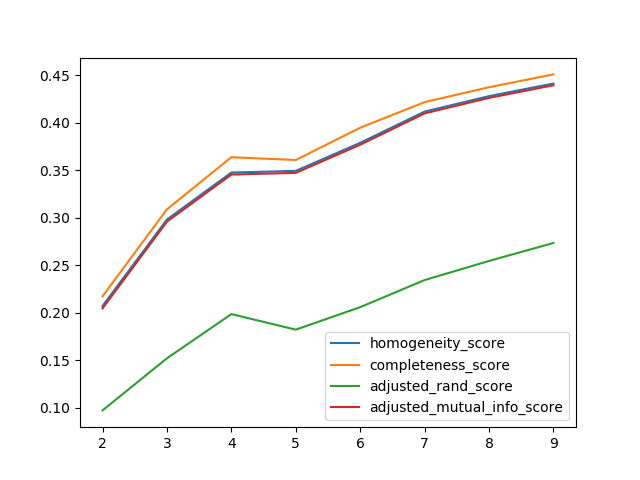 0.45
0.40
0.35
0.30
0.25
0.20
0.15
0.10
2 3 4 5 6 7 8 9
homogeneity_score
completeness_score
adjusted_rand_score
adjusted_mutual_info_score